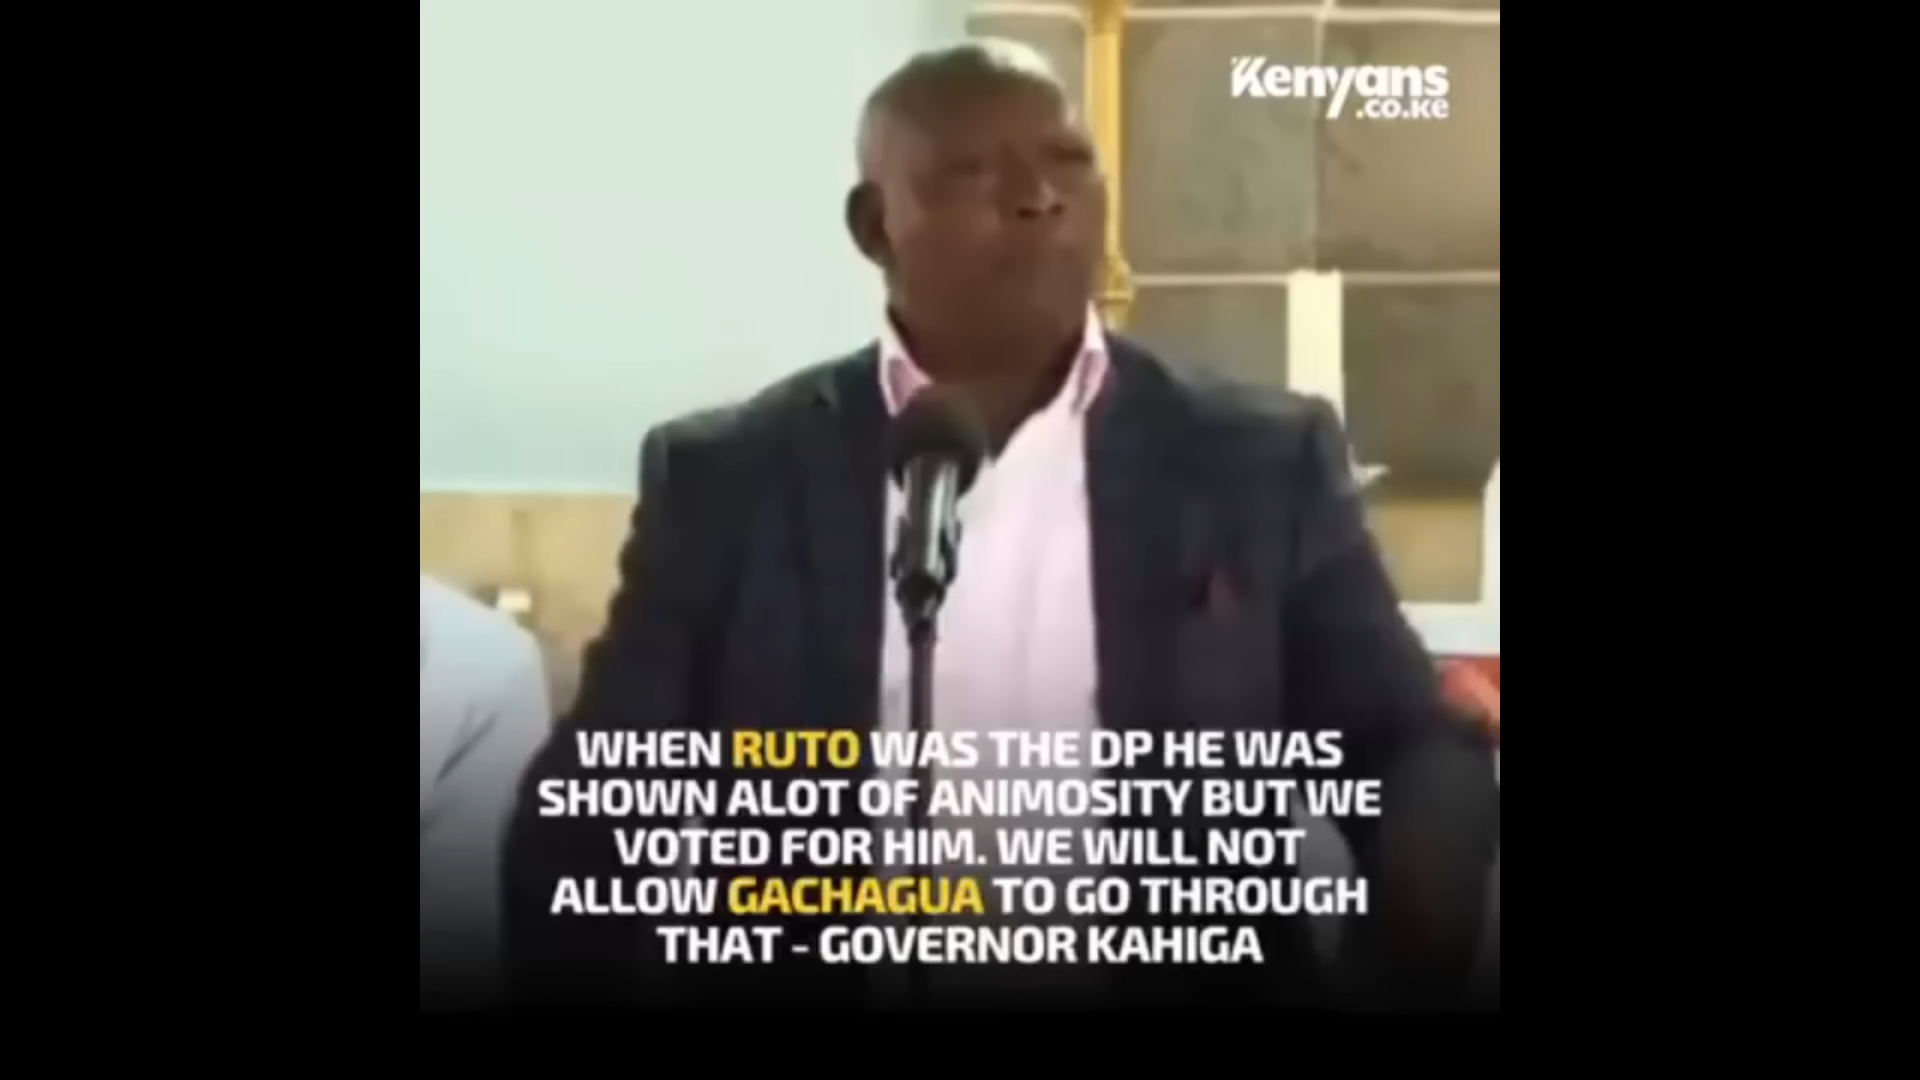 Kenyans
.co.ke
WHEN RUTO WAS THE DP HE WAS
SHOWN ALOT OF ANIMOSITY BUT WE
VOTED FOR HIM. WE WILL NOT
ALLOW GACHAGUA TO GO THROUGH
THAT - GOVERNOR KAHIGA